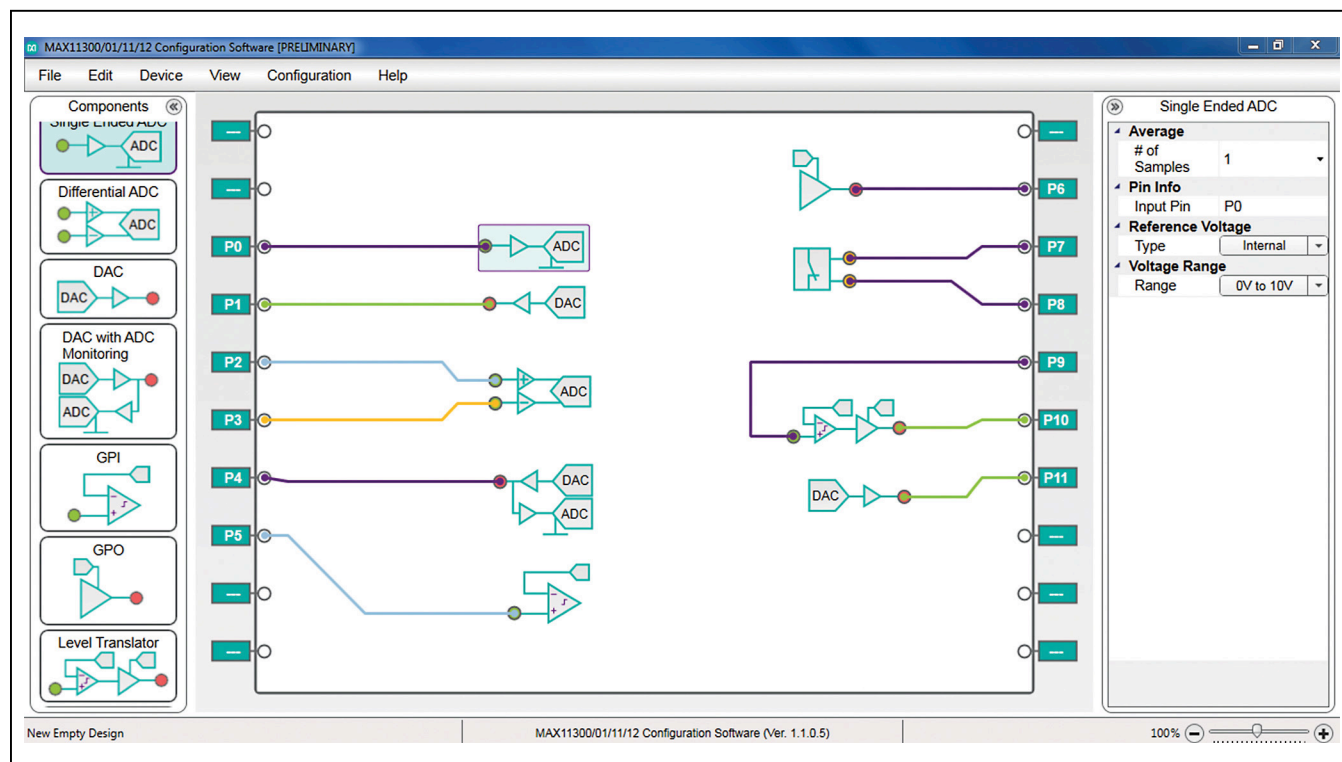 MAX11300/01/11/12 Configuration Software [PRELIMINARY]
File Edit Device View Configuration Help
Components
Single Ended ADC
ADC
Differential ADC
ADC
DAC
DAC
DAC with ADC
Monitoring
DAC
ADC
GPI
GPO
Level Translator
---
---
P0
P1
P2
P3
P4
P5
---
---
ADC
DAC
ADC
DAC
ADC
DAC
---
P6
P7
P8
P9
P10
P11
---
---
---
Single Ended ADC
Average
# of
Samples 1
Pin Info
Input Pin P0
Reference Voltage
Type Internal
Voltage Range
Range 0V to 10V
New Empty Design
MAX11300/01/11/12 Configuration Software (Ver. 1.1.0.5)
100%